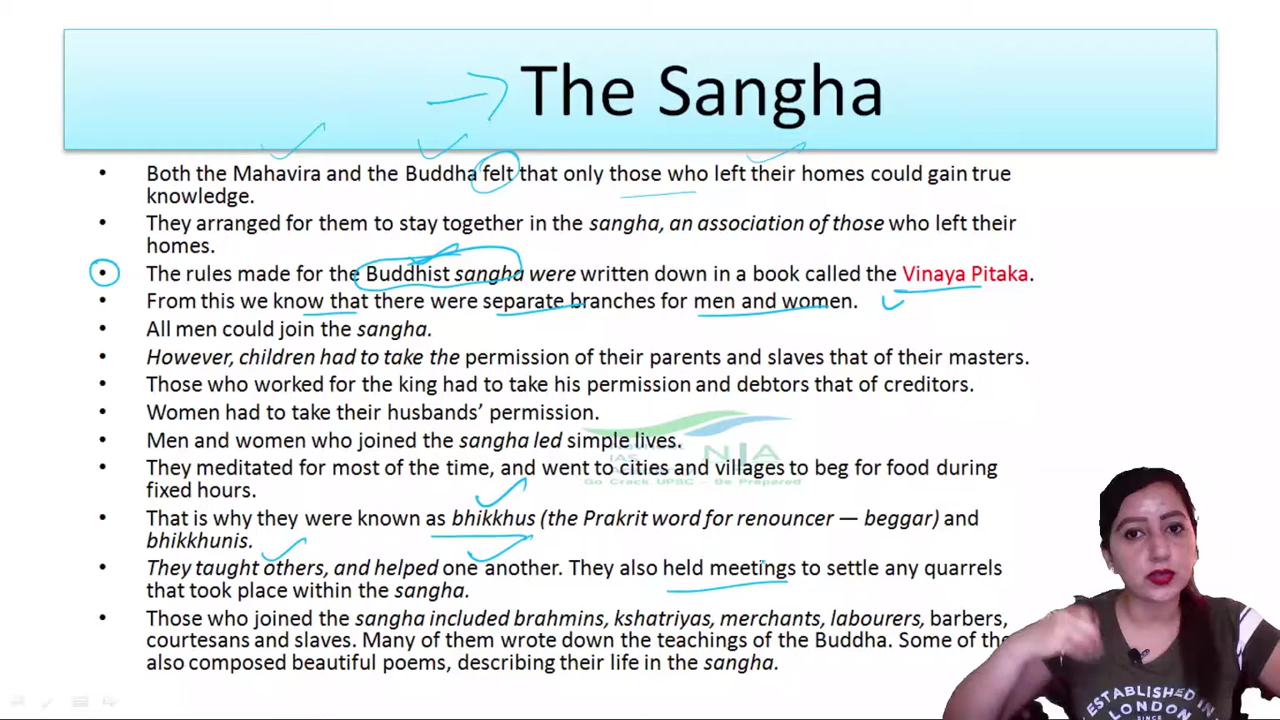 The Sangha
• Both the Mahavira and the Buddha felt that only those who left their homes could gain true
knowledge.
• They arranged for them to stay together in the sangha, an association of those who left their
homes.
• The rules made for the Buddhist sangha were written down in a book called the Vinaya Pitaka.
• From this we know that there were separate branches for men and women.
• All men could join the sangha.
• However, children had to take the permission of their parents and slaves that of their masters.
• Those who worked for the king had to take his permission and debtors that of creditors.
• Women had to take their husbands’ permission.
• Men and women who joined the sangha led simple lives.
NIA
• They meditated for most of the time, and went to cities and villages to beg for food during
Go Crack UPSC - Be Prepared
fixed hours.
• That is why they were known as bhikkhus (the Prakrit word for renouncer — beggar) and
bhikkhunis.
• They taught others, and helped one another. They also held meetings to settle any quarrels
that took place within the sangha.
• Those who joined the sangha included brahmins, kshatriyas, merchants, labourers, barbers,
courtesans and slaves. Many of them wrote down the teachings of the Buddha. Some of
also composed beautiful poems, describing their life in the sangha.
ESTABLISHED
IN
LONDON
SINCE